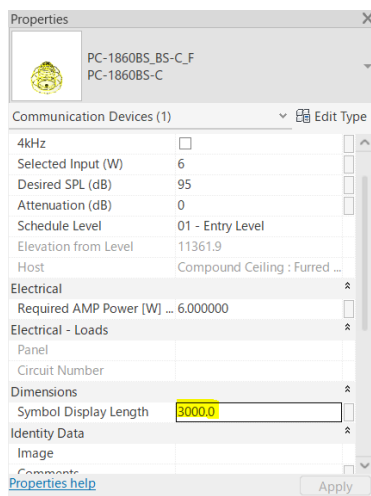 Properties
PC-1860BS_BS-C_F
PC-1860BS-C
Communication Devices (1) Edit Type
4kHz
Selected Input (W) 6
Desired SPL (dB) 95
Attenuation (dB) 0
Schedule Level 01 - Entry Level
Elevation from Level 11361.9
Host Compound Ceiling : Furred ...
Electrical
Required AMP Power [W] ... 6.000000
Electrical - Loads
Panel
Circuit Number
Dimensions
Symbol Display Length 3000.0
Identity Data
Image
Comments
Properties help Apply